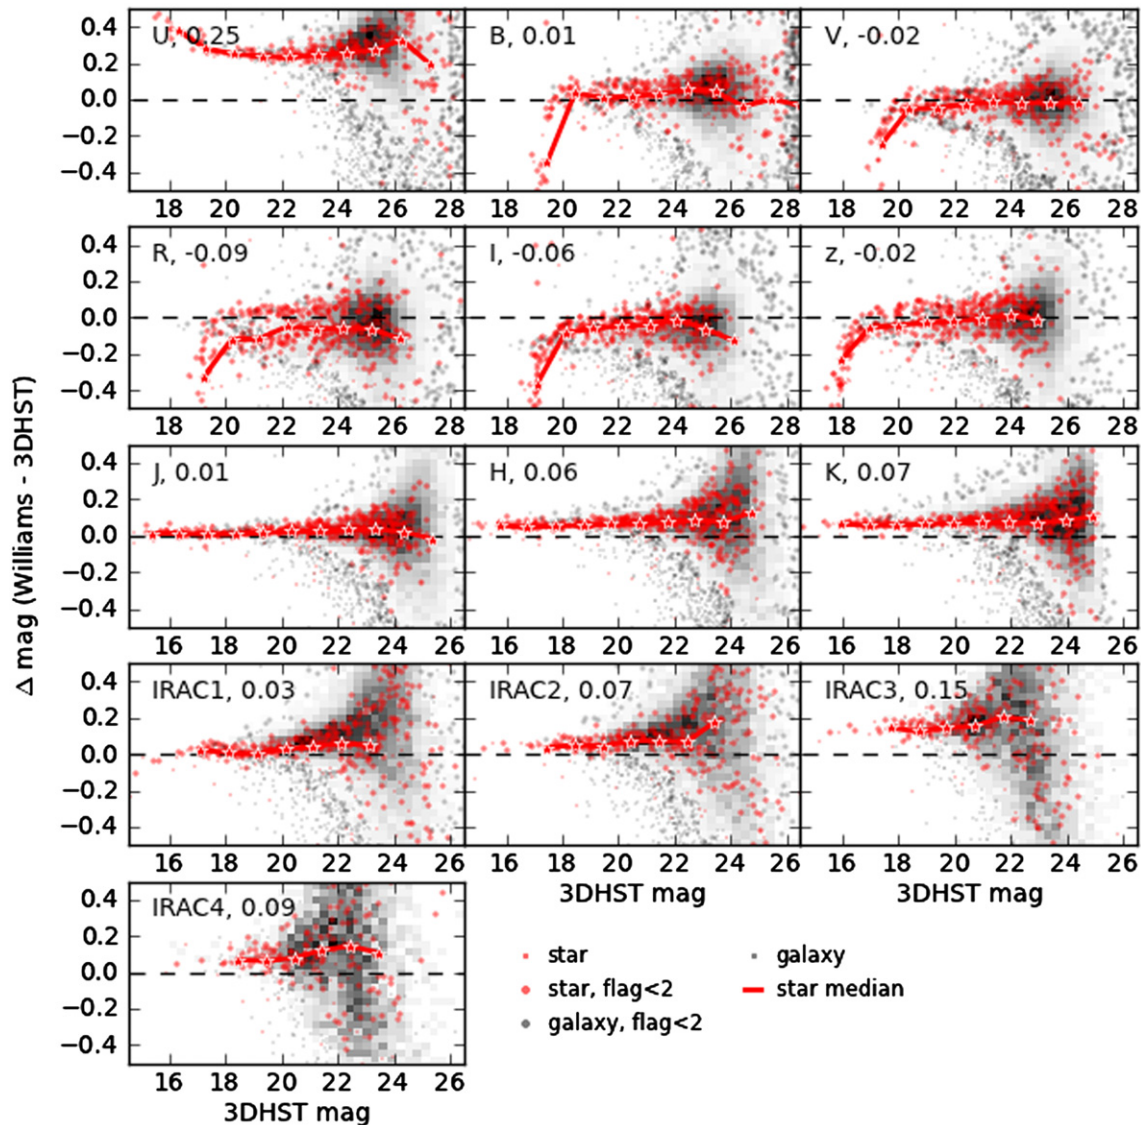 U, 0.25
B, 0.01
V, -0.02
0.4
0.2
0.0
−0.2
−0.4
18 20 22 24 26 28
18 20 22 24 26 28
18 20 22 24 26 28
R, -0.09
I, -0.06
z, -0.02
0.4
0.2
0.0
−0.2
−0.4
18 20 22 24 26 28
18 20 22 24 26 28
18 20 22 24 26 28
Δ mag (Williams - 3DHST)
J, 0.01
H, 0.06
K, 0.07
0.4
0.2
0.0
−0.2
−0.4
16 18 20 22 24 26
16 18 20 22 24 26
16 18 20 22 24 26
IRAC1, 0.03
IRAC2, 0.07
IRAC3, 0.15
0.4
0.2
0.0
−0.2
−0.4
16 18 20 22 24 26
16 18 20 22 24 26
16 18 20 22 24 26
3DHST mag
3DHST mag
IRAC4, 0.09
0.4
0.2
0.0
−0.2
−0.4
16 18 20 22 24 26
3DHST mag
star
star, flag<2
galaxy, flag<2
galaxy
star median